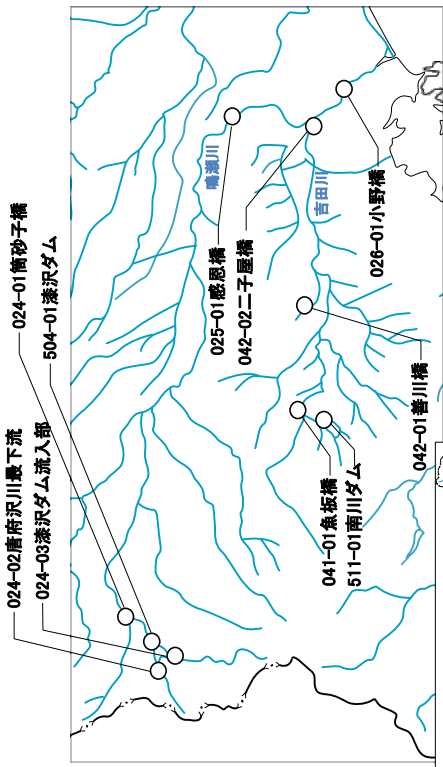 024-02唐府沢川最下流
024-03漆沢ダム流入部
024-01筒砂子橋
504-01漆沢ダム
041-01魚板橋
511-01南川ダム
042-01善川橋
025-01感恩橋
042-02二子屋橋
026-01小野橋
鳴瀬川
吉田川